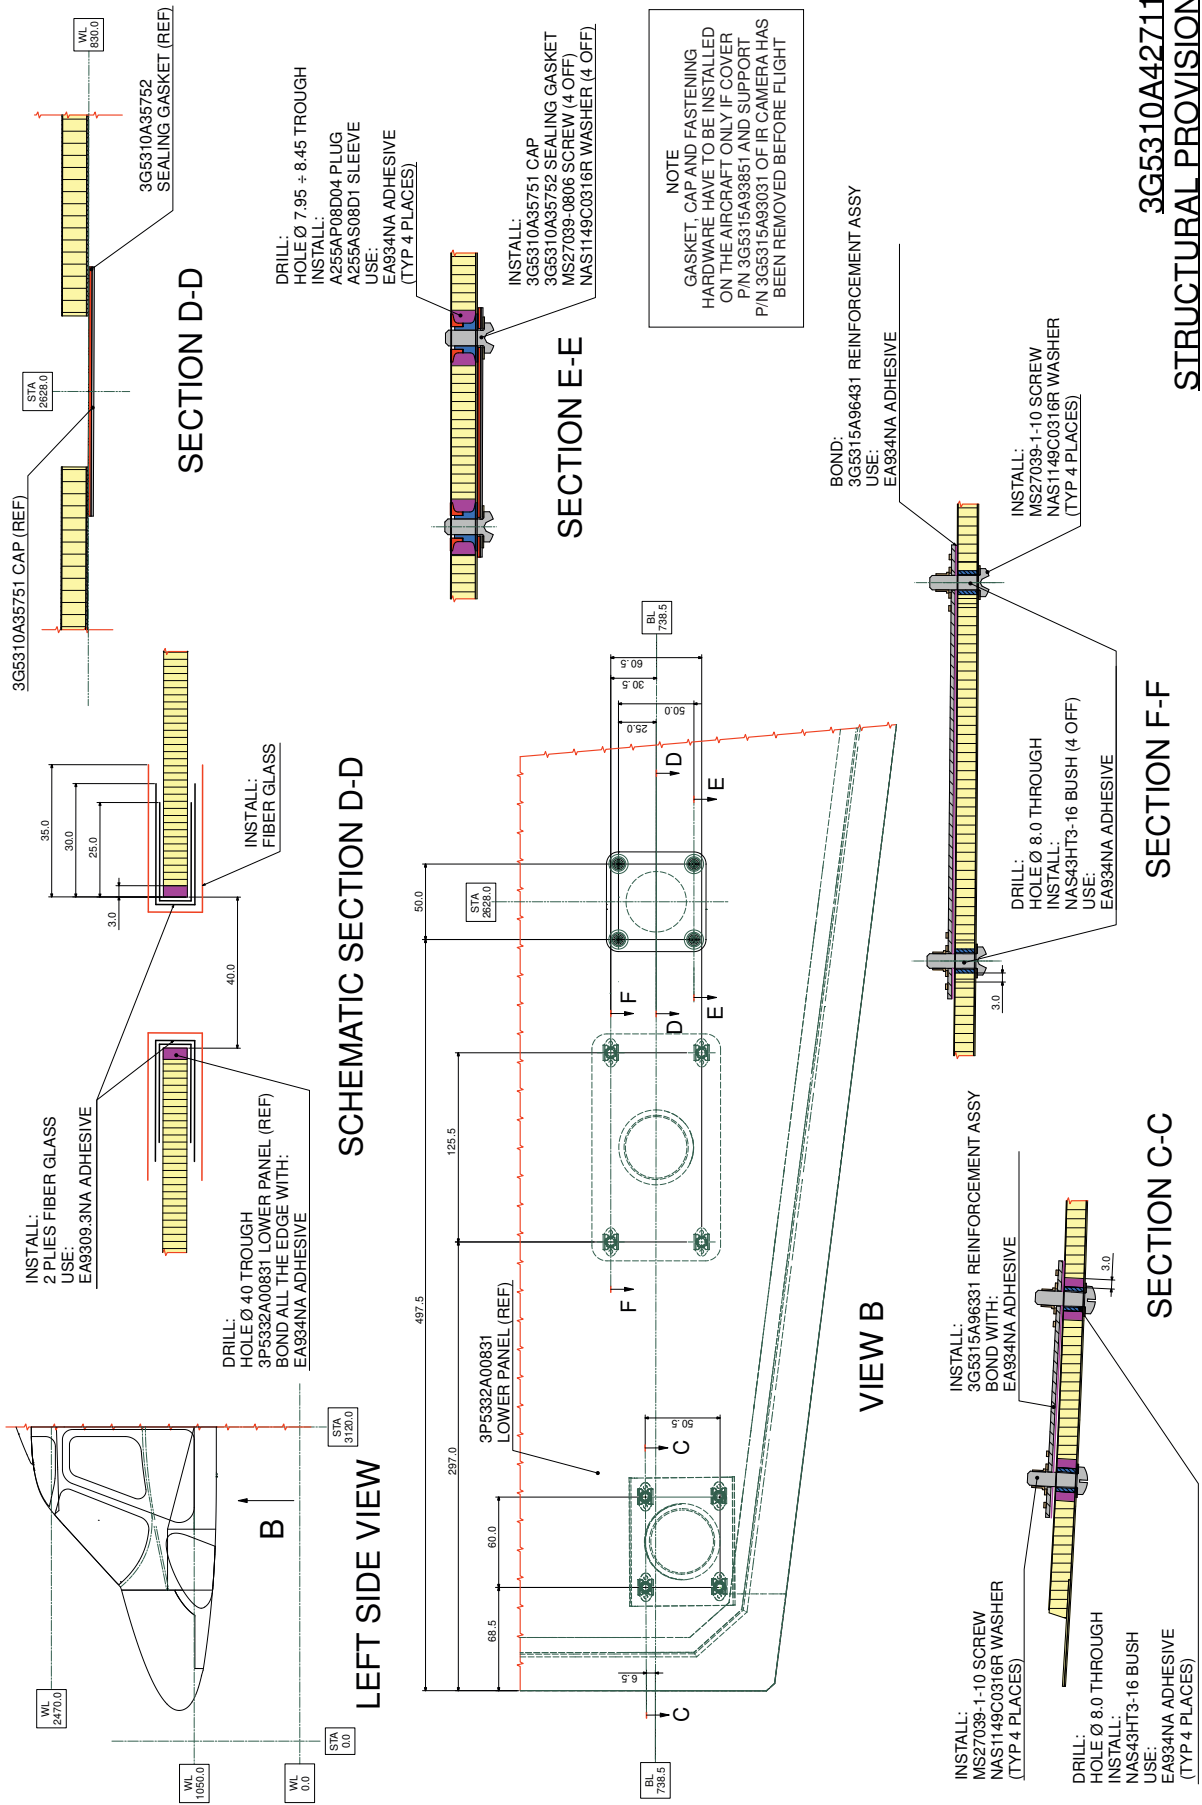 WL
2470.0
WL
1050.0
WL
0.0
STA
0.0
STA
3120.0
B
LEFT SIDE VIEW
INSTALL:
2 PLIES FIBER GLASS
USE:
EA9309.3NA ADHESIVE
DRILL:
HOLE Ø 40 TROUGH
3P5332A00831 LOWER PANEL (REF)
BOND ALL THE EDGE WITH:
EA934NA ADHESIVE
35.0
30.0
25.0
3.0
40.0
INSTALL:
FIBER GLASS
SCHEMATIC SECTION D-D
3G5310A35751 CAP (REF)
STA
2628.0
WL
830.0
3G5310A35752
SEALING GASKET (REF)
SECTION D-D
DRILL:
HOLE Ø 7.95 ÷ 8.45 TROUGH
INSTALL:
A255AP08D04 PLUG
A255AS08D1 SLEEVE
USE:
EA934NA ADHESIVE
(TYP 4 PLACES)
INSTALL:
3G5310A35751 CAP
3G5310A35752 SEALING GASKET
MS27039-0806 SCREW (4 OFF)
NAS1149C0316R WASHER (4 OFF)
SECTION E-E
NOTE
GASKET, CAP AND FASTENING
HARDWARE HAVE TO BE INSTALLED
ON THE AIRCRAFT ONLY IF COVER
P/N 3G5315A93851 AND SUPPORT
P/N 3G5315A93031 OF IR CAMERA HAS
BEEN REMOVED BEFORE FLIGHT
497.5
50.0
297.0
125.5
STA
2628.0
68.5
60.0
6.5
50.5
25.0
50.0
30.5
60.5
BL
738.5
BL
738.5
3P5332A00831
LOWER PANEL (REF)
C
C
F
F
D
D
E
E
VIEW B
INSTALL:
MS27039-1-10 SCREW
NAS1149C0316R WASHER
(TYP 4 PLACES)
DRILL:
HOLE Ø 8.0 THROUGH
INSTALL:
NAS43HT3-16 BUSH
USE:
EA934NA ADHESIVE
(TYP 4 PLACES)
INSTALL:
3G5315A96331 REINFORCEMENT ASSY
BOND WITH:
EA934NA ADHESIVE
3.0
SECTION C-C
BOND:
3G5315A96431 REINFORCEMENT ASSY
USE:
EA934NA ADHESIVE
INSTALL:
MS27039-1-10 SCREW
NAS1149C0316R WASHER
(TYP 4 PLACES)
DRILL:
HOLE Ø 8.0 THROUGH
INSTALL:
NAS43HT3-16 BUSH (4 OFF)
USE:
EA934NA ADHESIVE
3.0
SECTION F-F
3G5310A42711
STRUCTURAL PROVISION